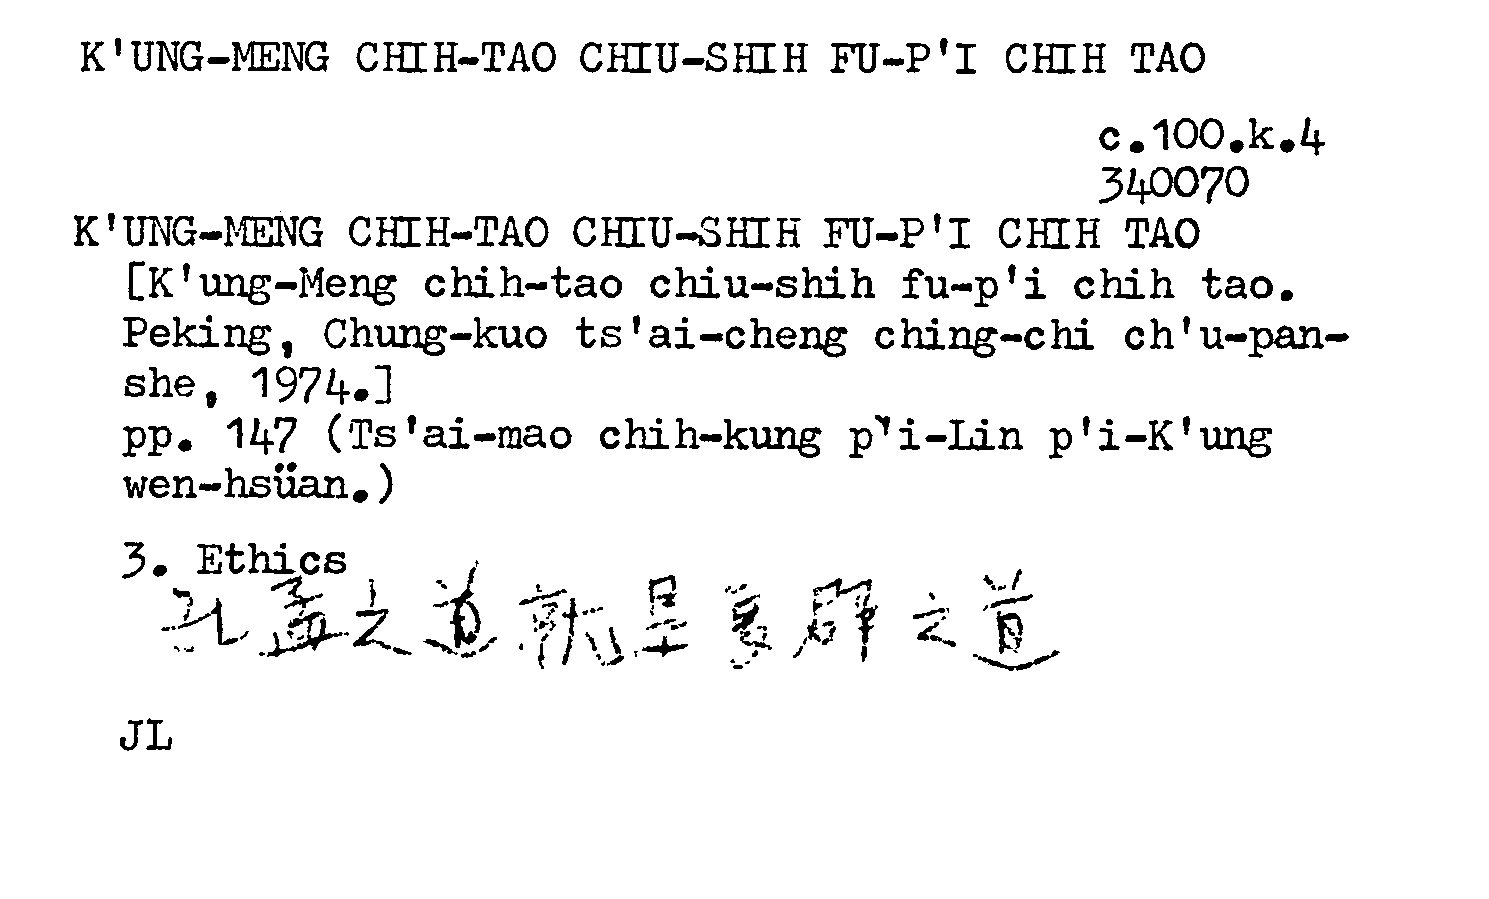 K'UNG-MENG CHIH-TAO CHIU-SHIH FU-P'I CHIH TAO
c.100.k.4
340070
K'UNG-MENG CHIH-TAO CHIU-SHIH FU-P'I CHIH TAO
[K'ung-Meng chih-tao chiu-shih fu-p'i chih tao.
Peking, Chung-kuo ts'ai-cheng ching-chi ch'u-pan-
she, 1974.]
pp. 147 (Ts'ai-mao chih-kung p'i-Lin p'i-K'ung
wen-hsüan.)
3. Ethics
孔孟之道就是复辟之道
JL